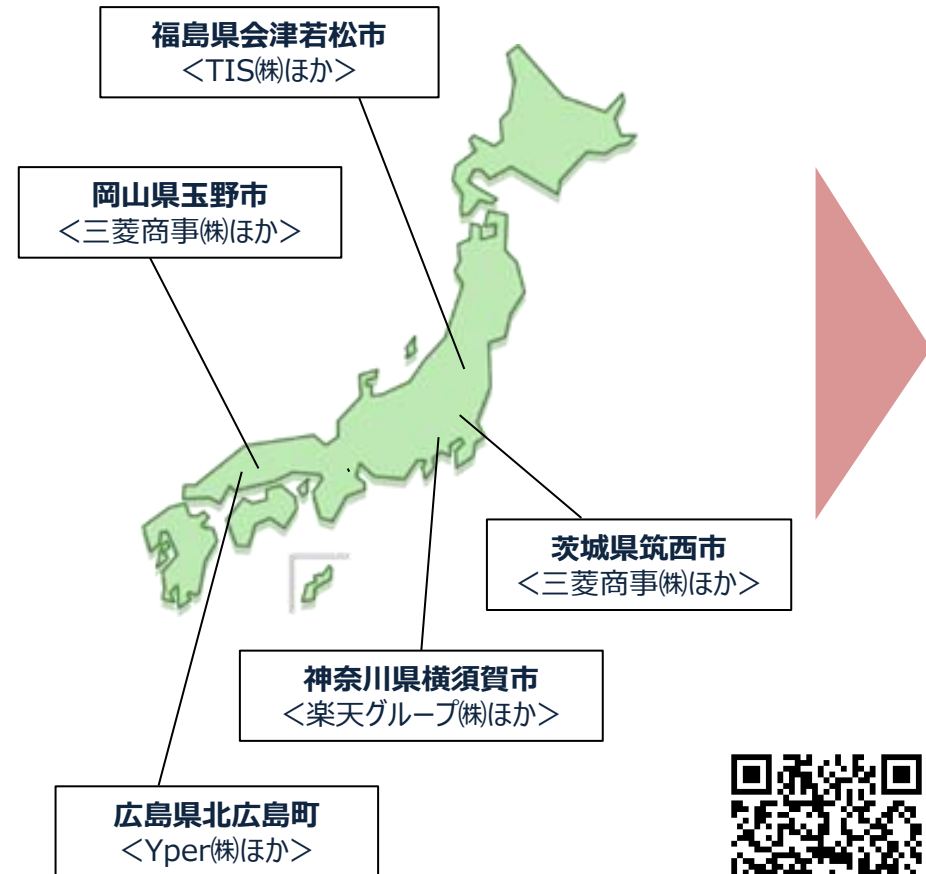 福島県会津若松市
＜TIS㈱ほか＞
岡山県玉野市
＜三菱商事㈱ほか＞
茨城県筑西市
＜三菱商事㈱ほか＞
神奈川県横須賀市
＜楽天グループ㈱ほか＞
広島県北広島町
＜Yper㈱ほか＞